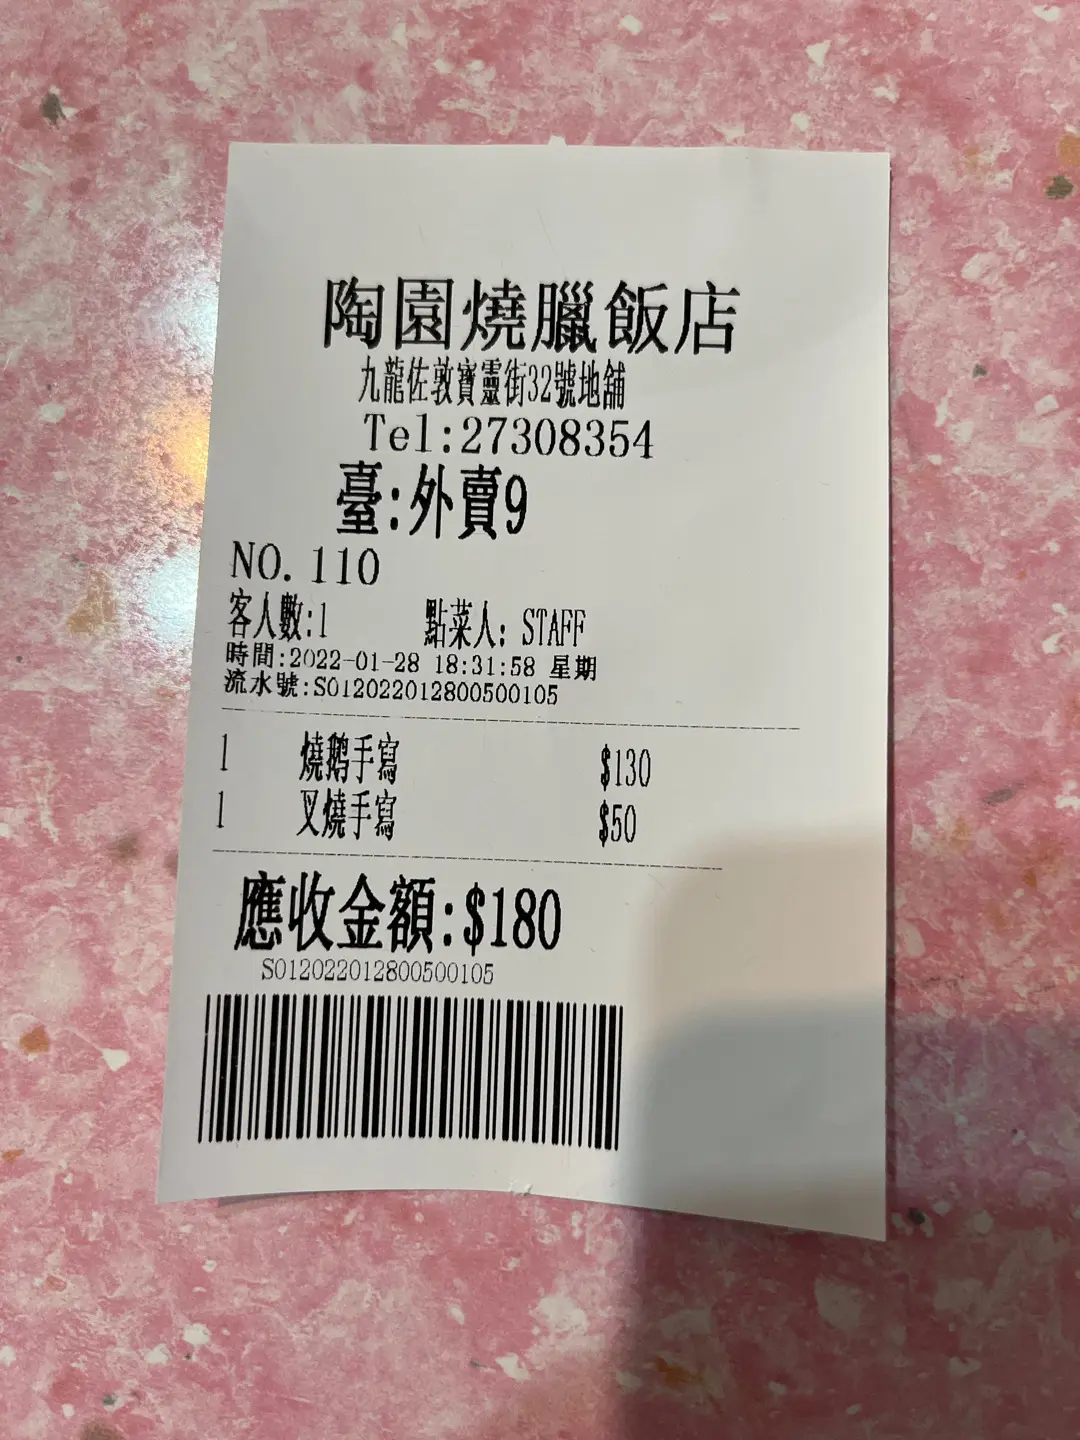 陶園燒臘飯店
九龍佐敦寶靈街32號地舖
Tel:27308354
臺:外賣9
NO. 110
客人數:1 點菜人: STAFF
時間:2022-01-28 18:31:58 星期
流水號:S012022012800500105
1 燒鵝手寫 $130
1 叉燒手寫 $50
應收金額:$180
S012022012800500105